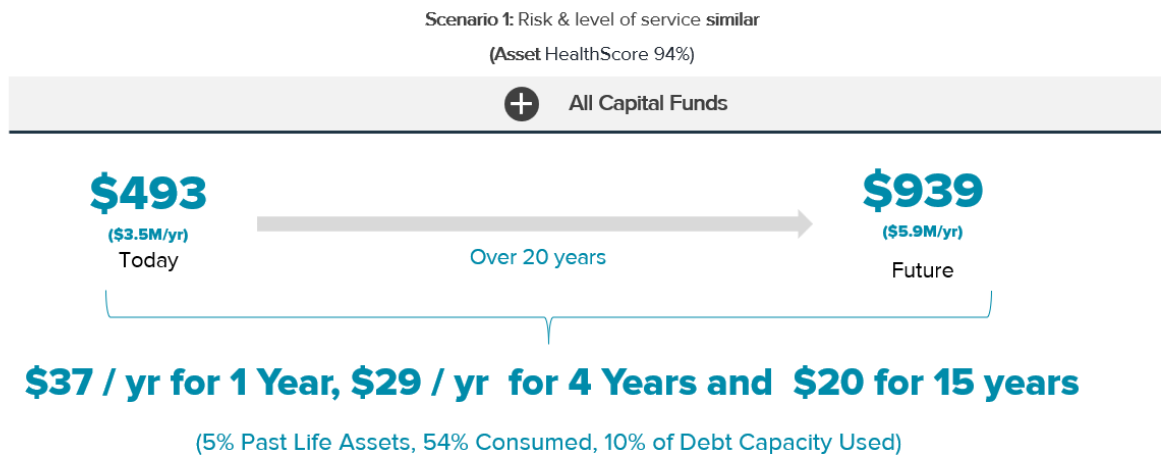 Scenario 1: Risk & level of service similar
(Asset HealthScore 94%)
All Capital Funds
$493
($3.5M/yr)
Today
Over 20 years
$939
($5.9M/yr)
Future
$37 / yr for 1 Year, $29 / yr for 4 Years and $20 for 15 years
(5% Past Life Assets, 54% Consumed, 10% of Debt Capacity Used)